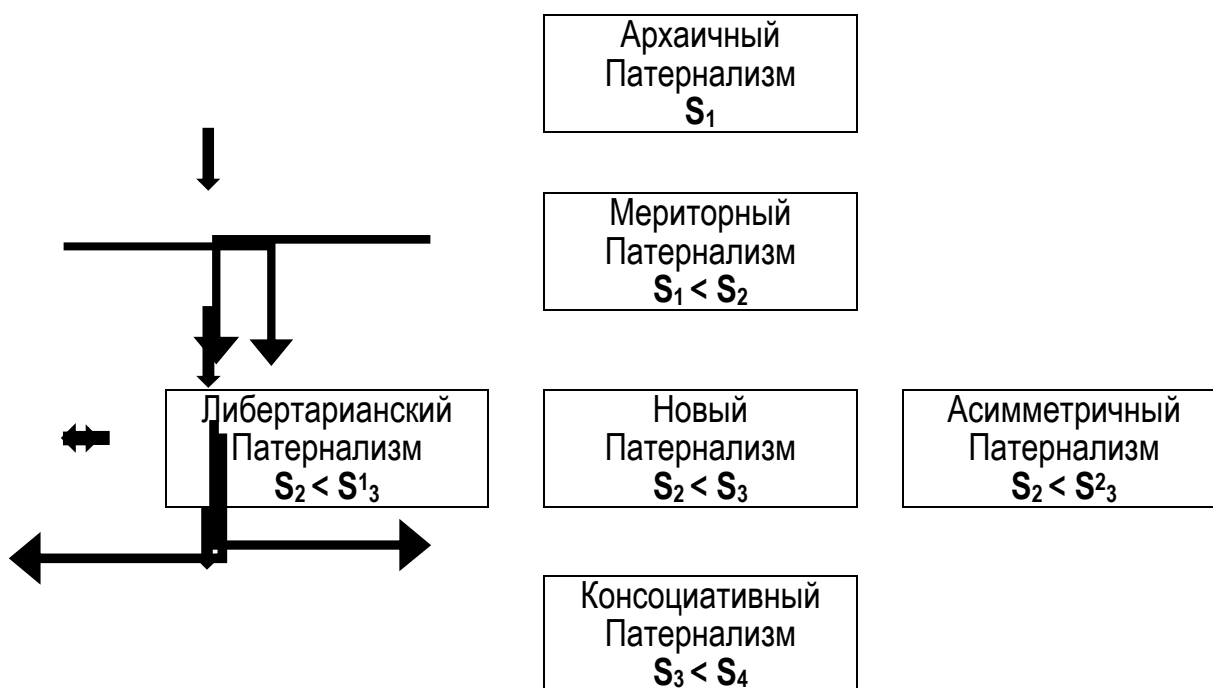 Архаичный
Патернализм
S₁
Мериторный
Патернализм
S₁ < S₂
Либертарианский
Патернализм
S₂ < S¹₃
Новый
Патернализм
S₂ < S₃
Асимметричный
Патернализм
S₂ < S²₃
Консоциативный
Патернализм
S₃ < S₄